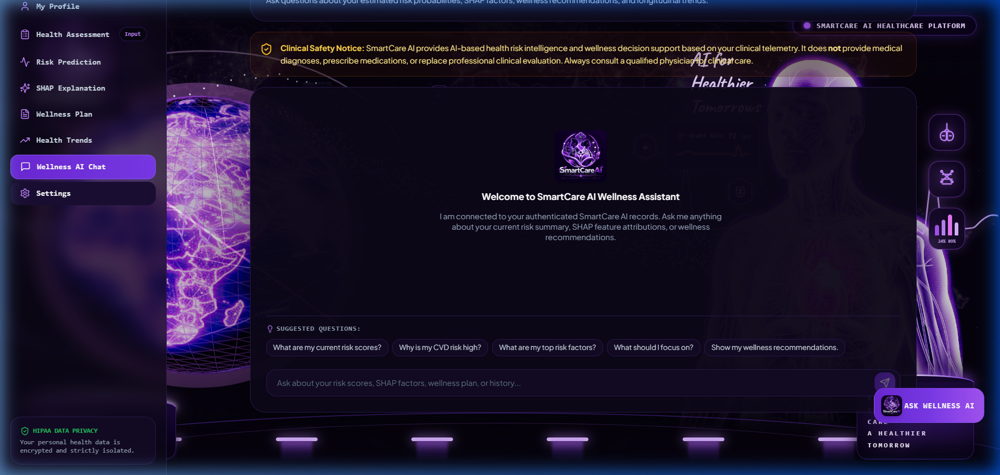 My Profile
Health Assessment Input
Risk Prediction
SHAP Explanation
Wellness Plan
Health Trends
Wellness AI Chat
Settings
HIPAA DATA PRIVACY
Your personal health data is
encrypted and strictly isolated.
Ask questions about your estimated risk probabilities, SHAP factors, wellness recommendations, and longitudinal trends.
SMARTCARE AI HEALTHCARE PLATFORM
Clinical Safety Notice: SmartCare AI provides AI-based health risk intelligence and wellness decision support based on your clinical telemetry. It does not provide medical
diagnoses, prescribe medications, or replace professional clinical evaluation. Always consult a qualified physician for clinical care.
AI for
Healthier
Tomorrows
HEART RATE 72
SmartCareAi
Welcome to SmartCare AI Wellness Assistant
I am connected to your authenticated SmartCare AI records. Ask me anything
about your current risk summary, SHAP feature attributions, or wellness
recommendations.
24% 89%
SUGGESTED QUESTIONS:
What are my current risk scores?
Why is my CVD risk high?
What are my top risk factors?
What should I focus on?
Show my wellness recommendations.
Ask about your risk scores, SHAP factors, wellness plan, or history...
ASK WELLNESS AI
CARE
A HEALTHIER
TOMORROW